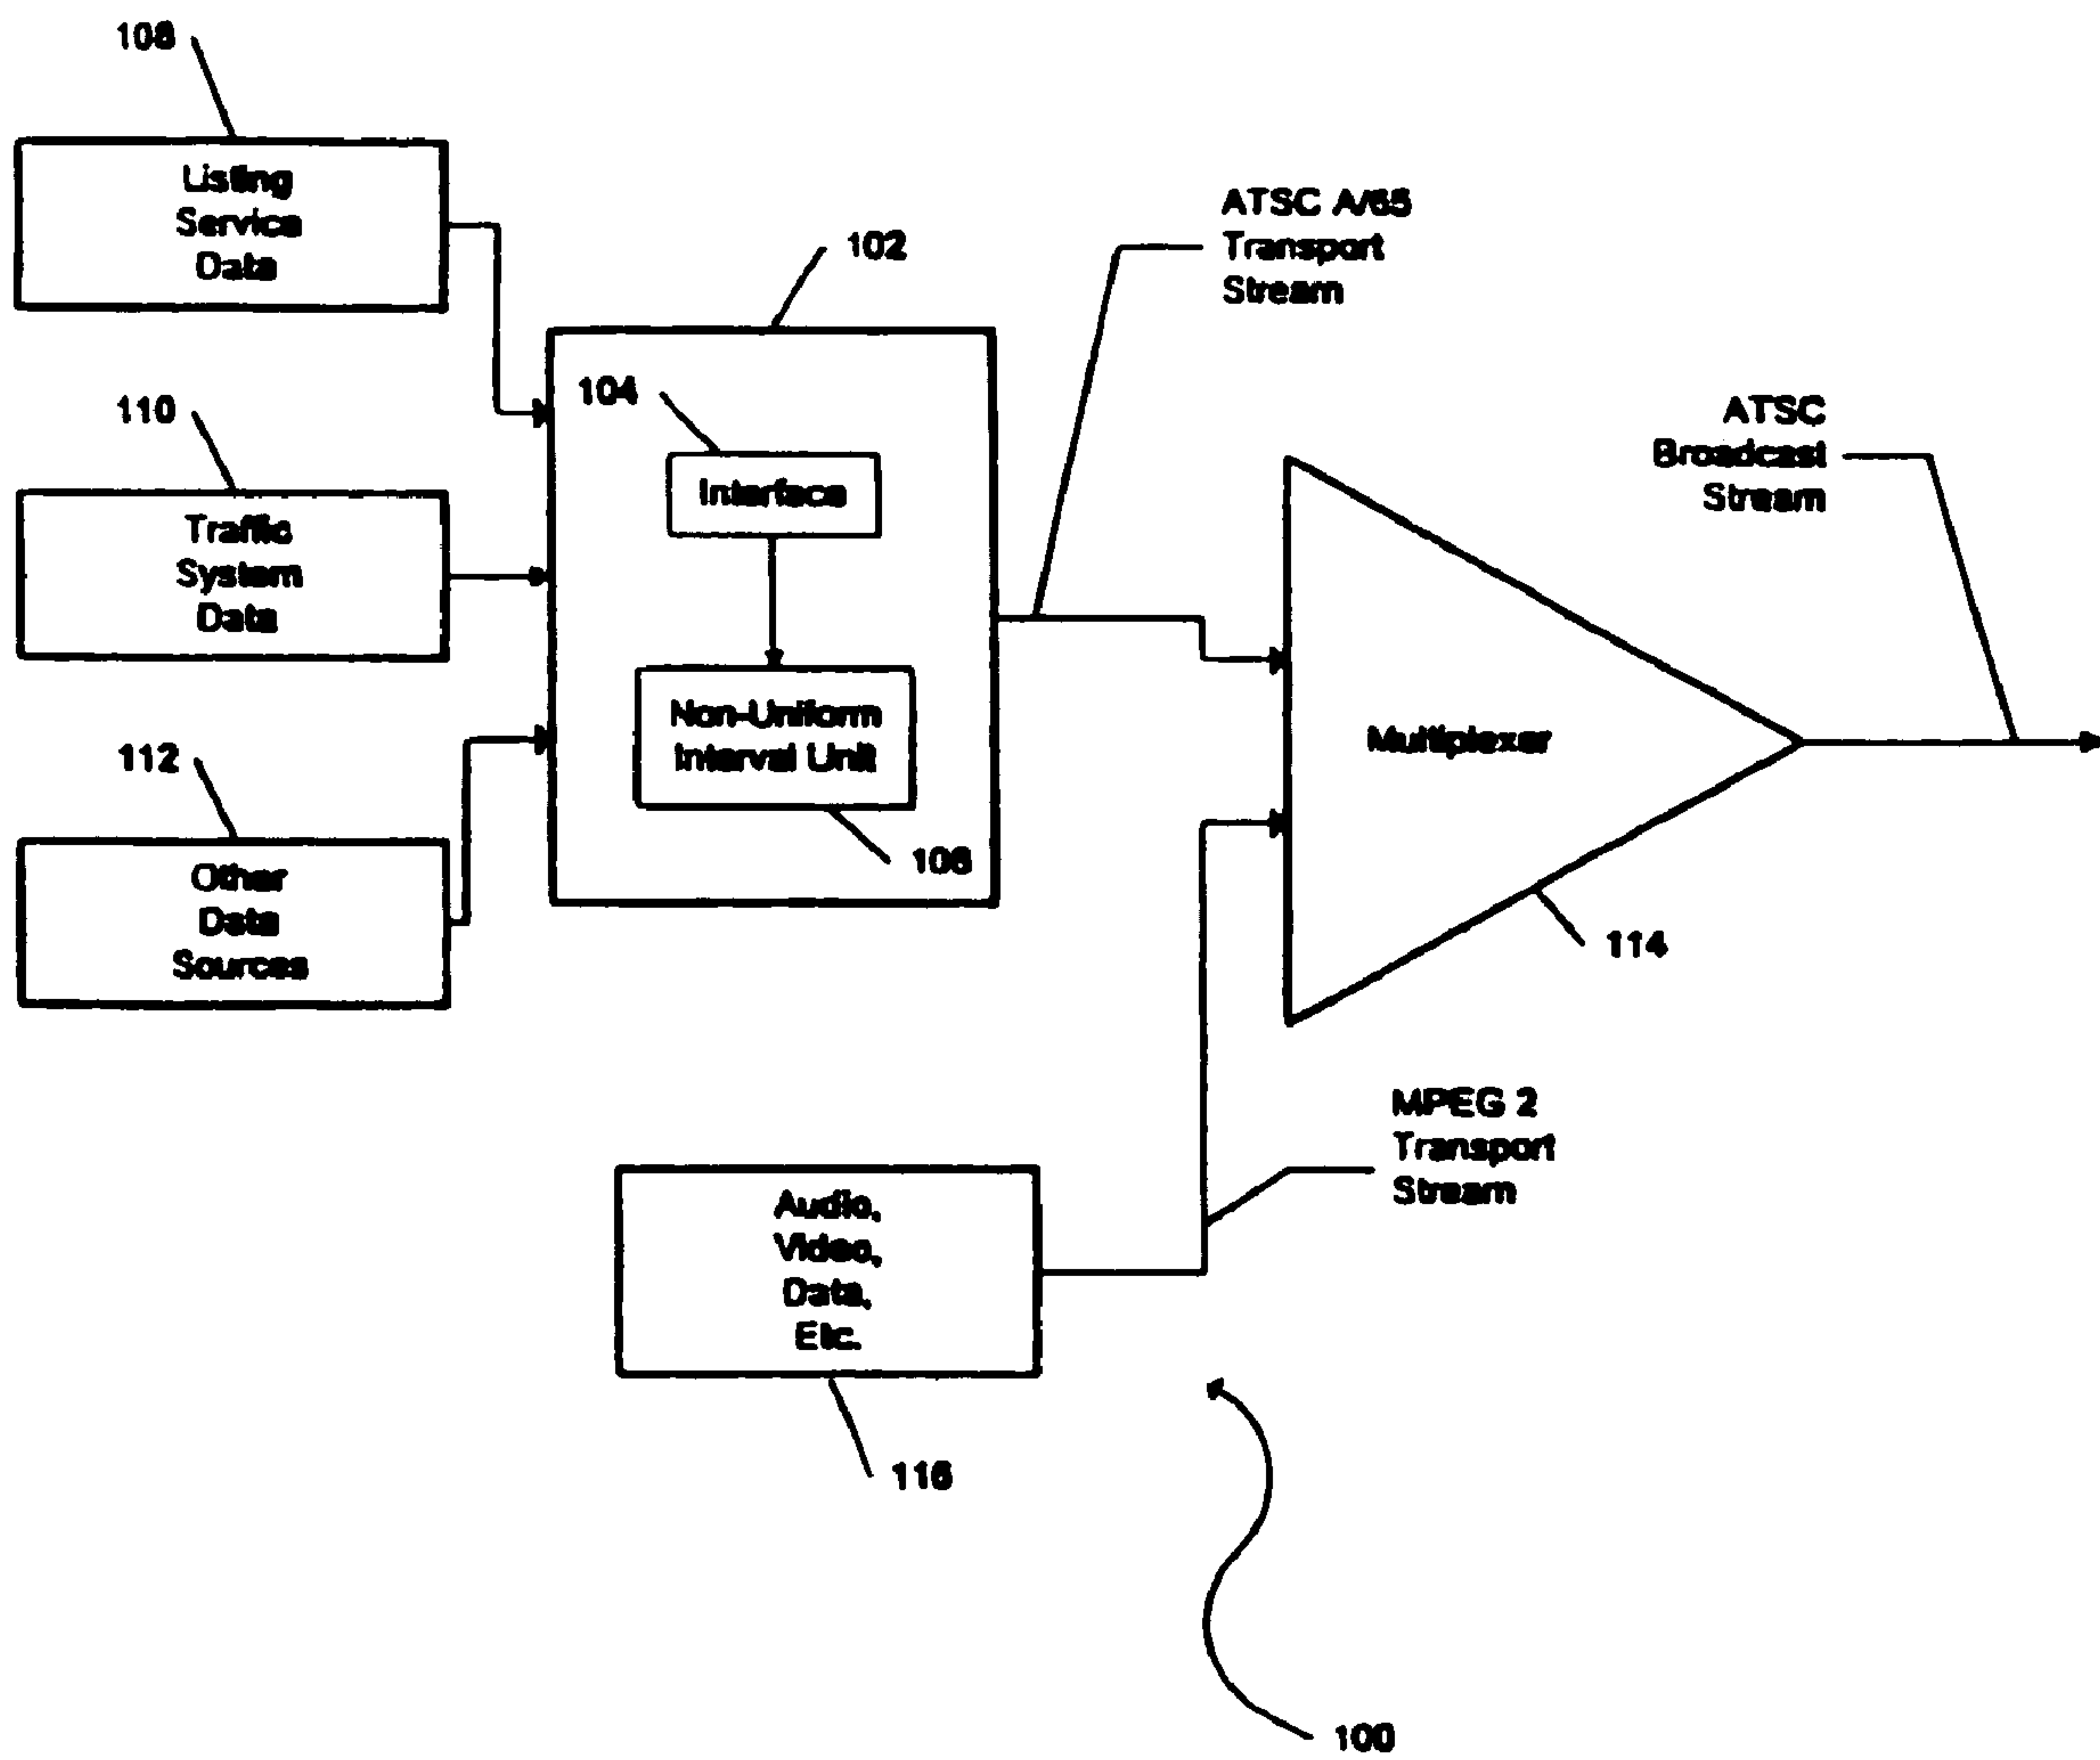 108
Listing
Service
Data
102
ATSC A/65
Transport
Stream
104
110
Interface
ATSC
Broadcast
Stream
Traffic
System
Data
Non-Uniform
Interval Unit
Multiplexer
112
106
Other
Data
Sources
114
MPEG 2
Transport
Stream
Audio,
Video,
Data,
Etc.
116
100